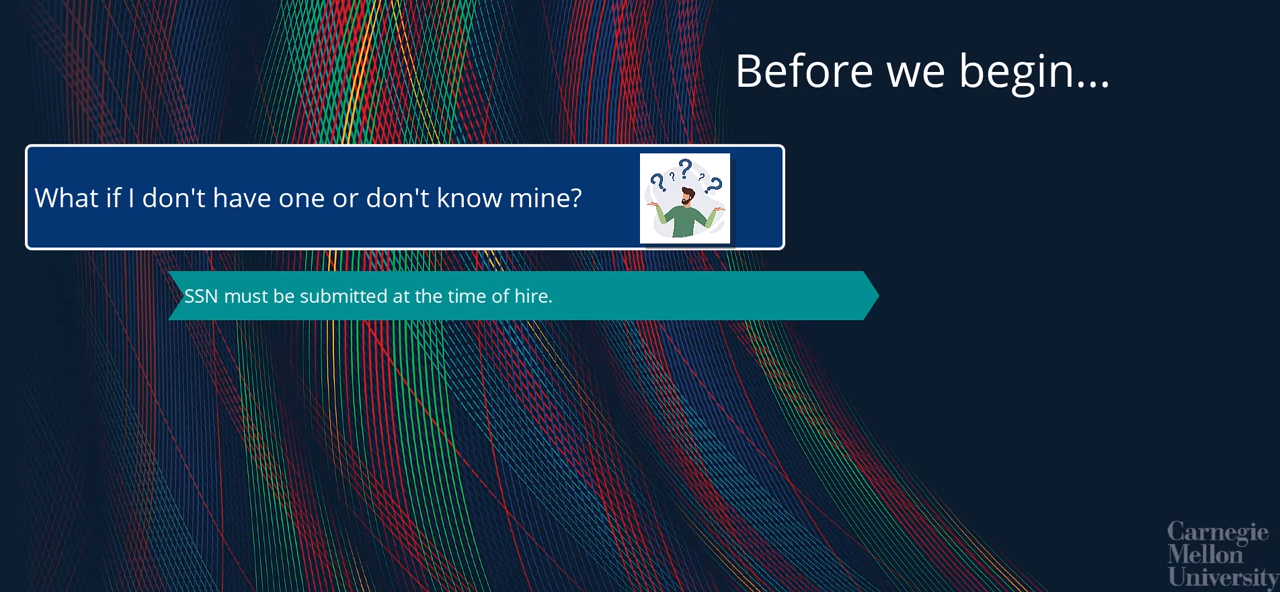 Before we begin...
What if I don't have one or don't know mine?
SSN must be submitted at the time of hire.
Carnegie
Mellon
University